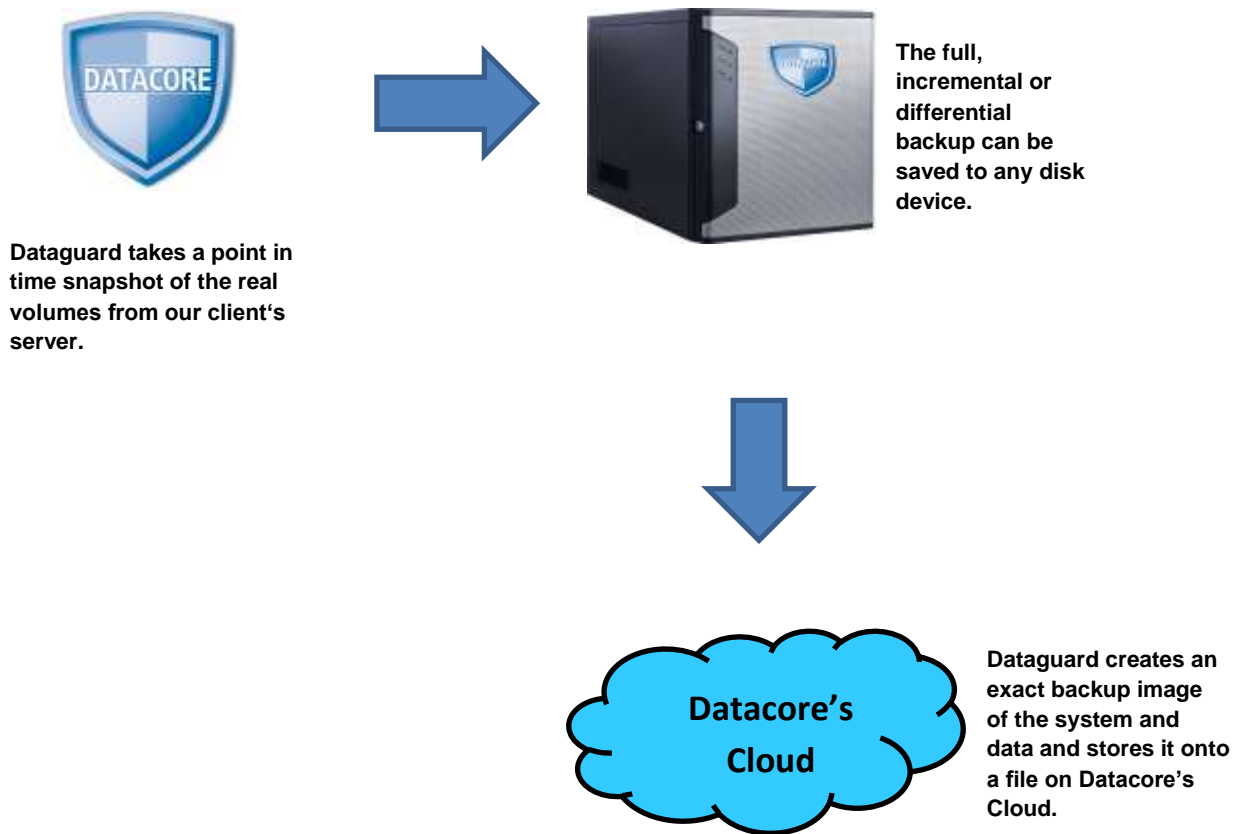 DATACORE
The full,
incremental or
differential
backup can be
saved to any disk
device.
Dataguard takes a point in
time snapshot of the real
volumes from our client‘s
server.
Datacore’s
Cloud
Dataguard creates an
exact backup image
of the system and
data and stores it onto
a file on Datacore’s
Cloud.